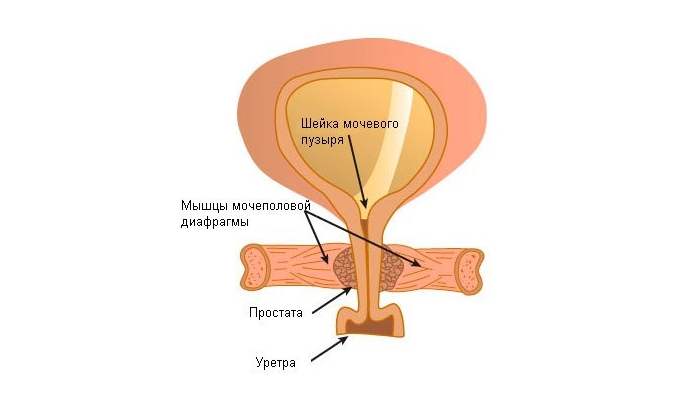 Шейка мочевого
пузыря
Мышцы мочеполовой
диафрагмы
Простата
Уретра